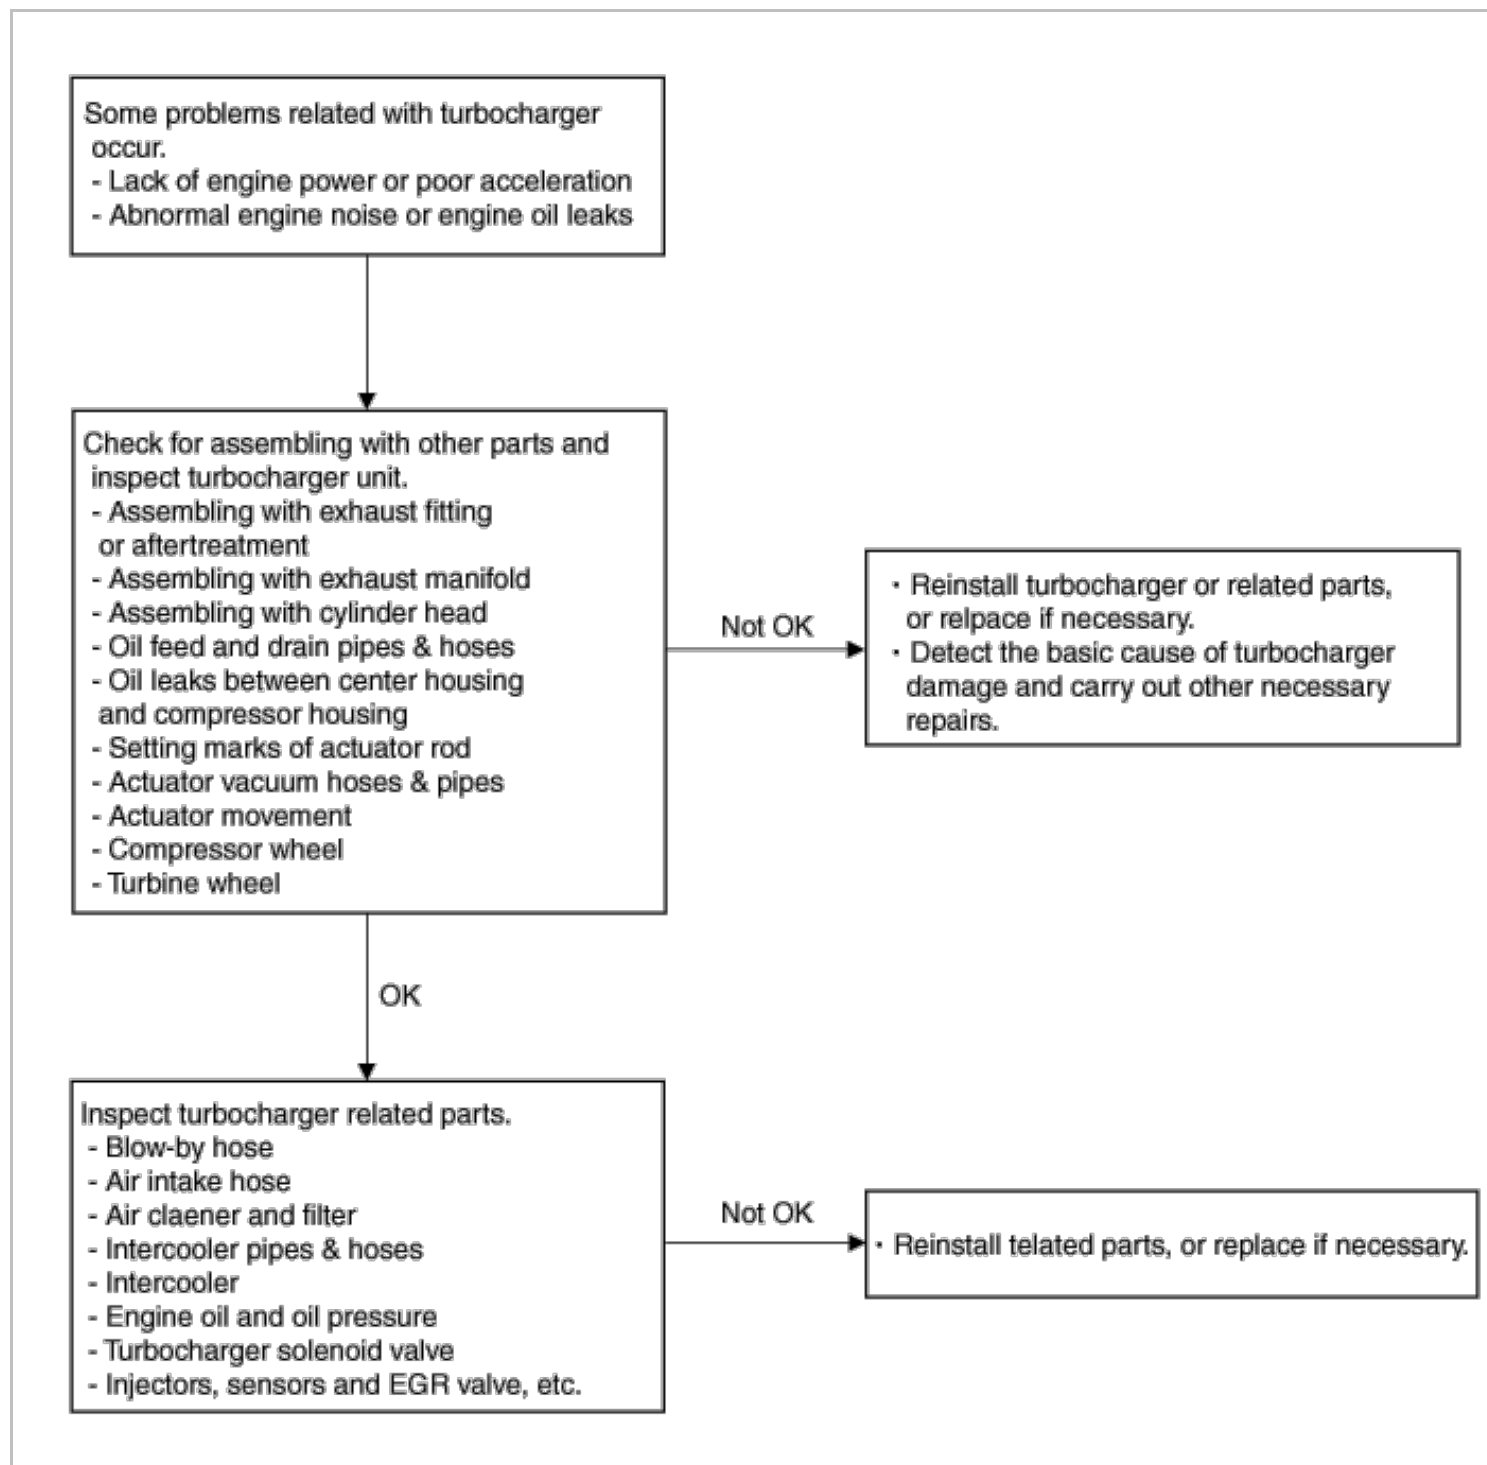 Some problems related with turbocharger
occur.
- Lack of engine power or poor acceleration
- Abnormal engine noise or engine oil leaks
Check for assembling with other parts and
inspect turbocharger unit.
- Assembling with exhaust fitting
or aftertreatment
- Assembling with exhaust manifold
- Assembling with cylinder head
- Oil feed and drain pipes & hoses
- Oil leaks between center housing
and compressor housing
- Setting marks of actuator rod
- Actuator vacuum hoses & pipes
- Actuator movement
- Compressor wheel
- Turbine wheel
Not OK
· Reinstall turbocharger or related parts,
or relpace if necessary.
· Detect the basic cause of turbocharger
damage and carry out other necessary
repairs.
OK
Inspect turbocharger related parts.
- Blow-by hose
- Air intake hose
- Air claener and filter
- Intercooler pipes & hoses
- Intercooler
- Engine oil and oil pressure
- Turbocharger solenoid valve
- Injectors, sensors and EGR valve, etc.
Not OK
· Reinstall telated parts, or replace if necessary.